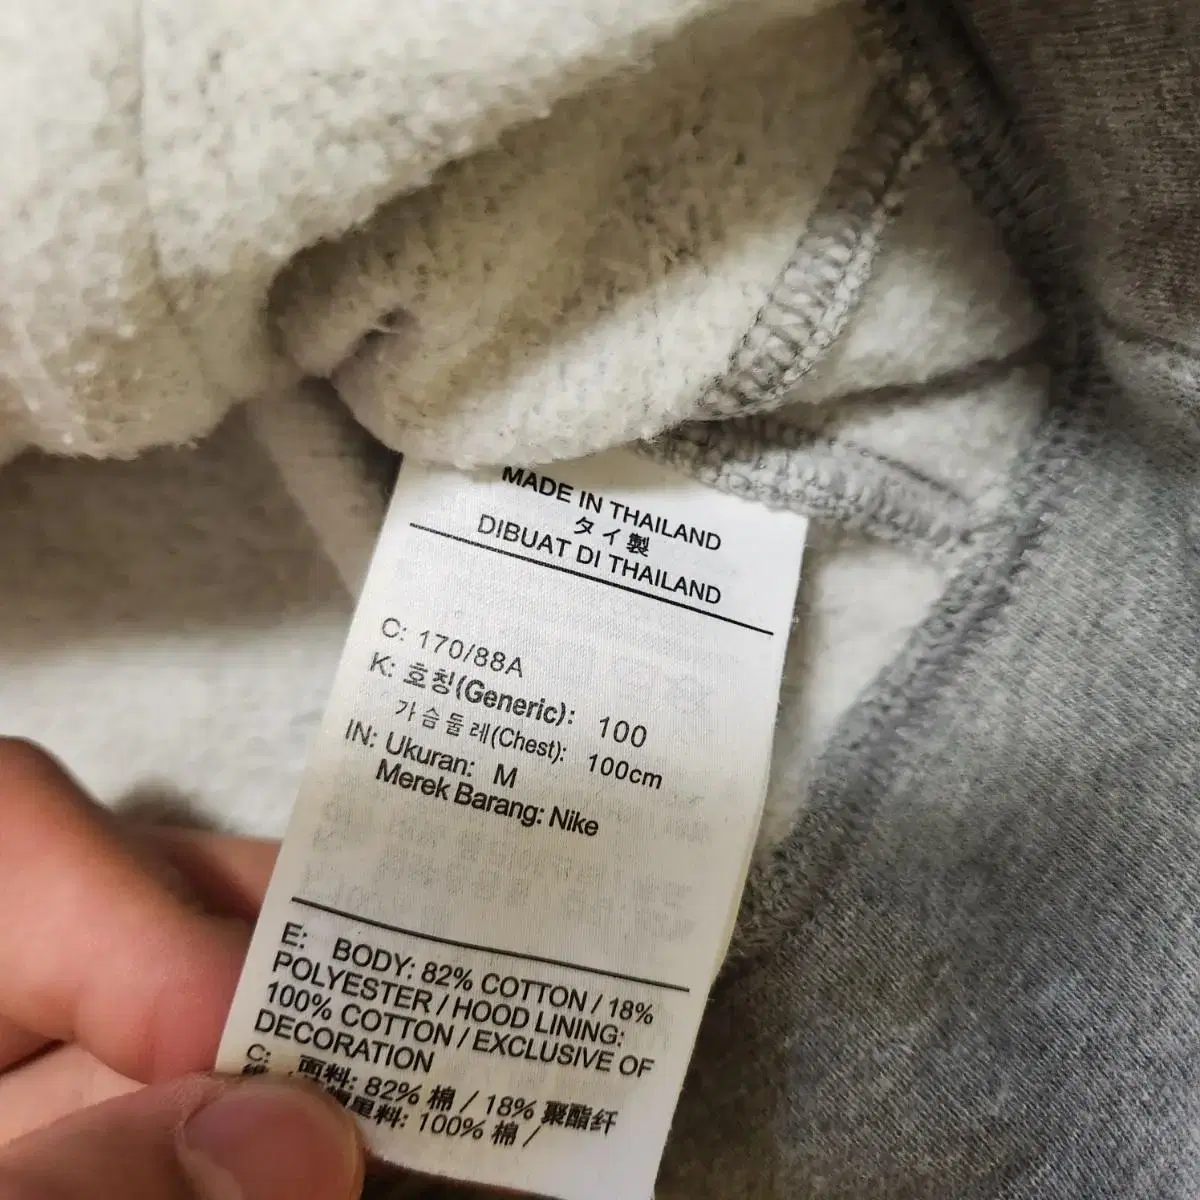 MADE IN THAILAND
タイ製
DIBUAT DI THAILAND
C: 170/88A
K: 호칭(Generic): 100
가슴둘레(Chest): 100cm
IN: Ukuran: M
Merek Barang: Nike
E: BODY: 82% COTTON / 18%
POLYESTER / HOOD LINING:
100% COTTON / EXCLUSIVE OF
DECORATION
C: 面料: 82% 棉 / 18% 聚酯纤
里料: 100% 棉 /